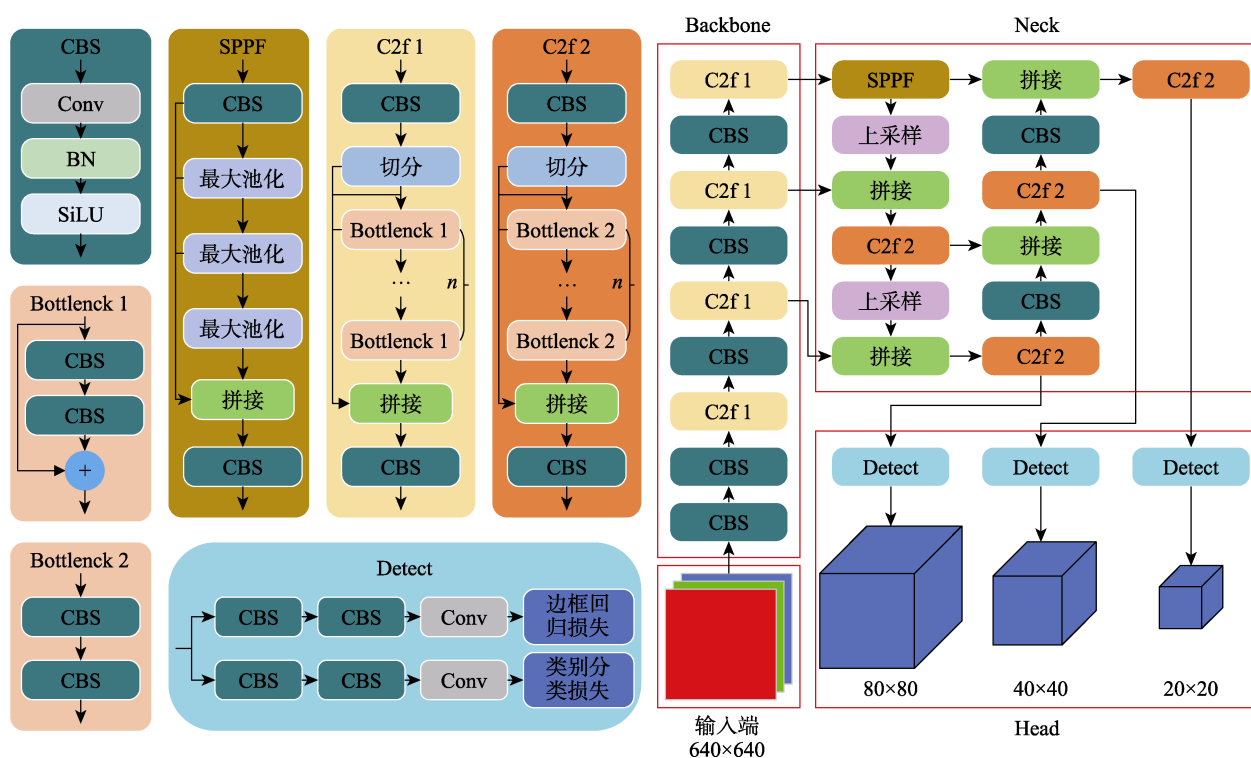 CBS
Conv
BN
SiLU
Bottlenck 1
CBS
CBS
+
Bottlenck 2
CBS
CBS
SPPF
CBS
最大池化
最大池化
最大池化
拼接
CBS
C2f 1
CBS
切分
Bottlenck 1
...
n
Bottlenck 1
拼接
CBS
C2f 2
CBS
切分
Bottlenck 2
...
n
Bottlenck 2
拼接
CBS
Detect
CBS
CBS
Conv
边框回
归损失
CBS
CBS
Conv
类别分
类损失
Backbone
C2f 1
CBS
C2f 1
CBS
C2f 1
CBS
C2f 1
CBS
CBS
输入端
640×640
Neck
SPPF
上采样
拼接
C2f 2
上采样
拼接
拼接
CBS
C2f 2
拼接
CBS
C2f 2
C2f 2
Detect
Detect
Detect
80×80
40×40
20×20
Head